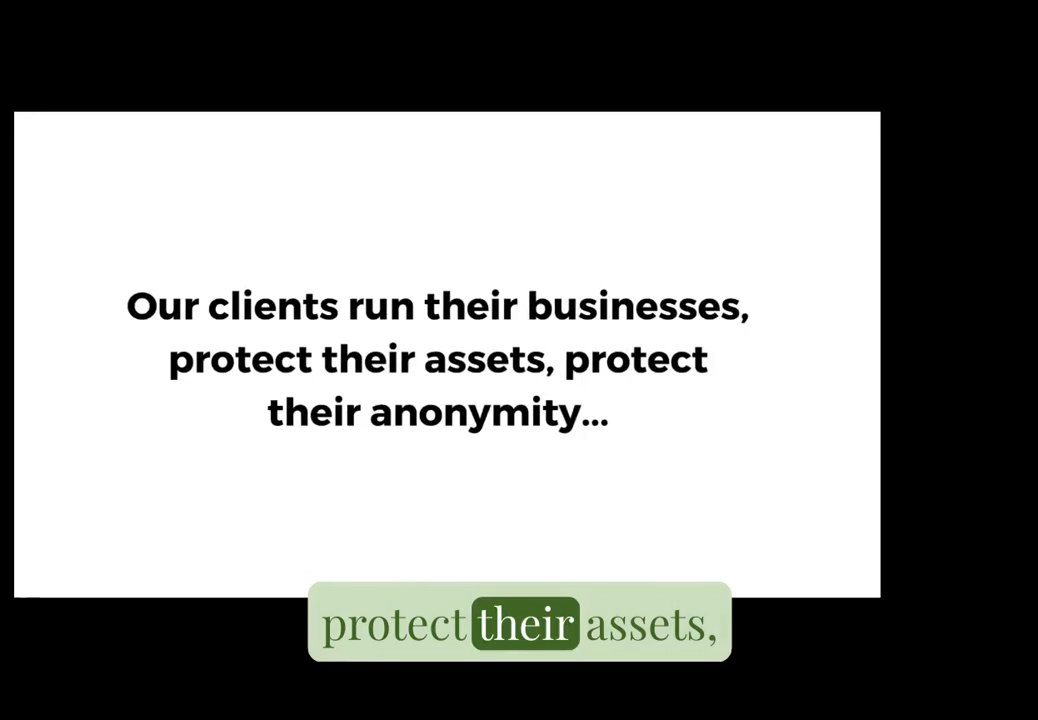 Our clients run their businesses,
protect their assets, protect
their anonymity...
protect their assets,